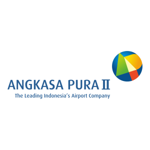 ANGKASA PURA II
The Leading Indonesia's Airport Company